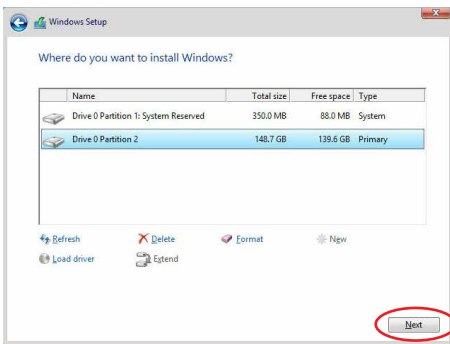 Windows Setup
Where do you want to install Windows?
Name Total size Free space Type
Drive 0 Partition 1: System Reserved 350.0 MB 88.0 MB System
Drive 0 Partition 2 148.7 GB 139.6 GB Primary
Refresh Delete Format New
Load driver Extend
Next